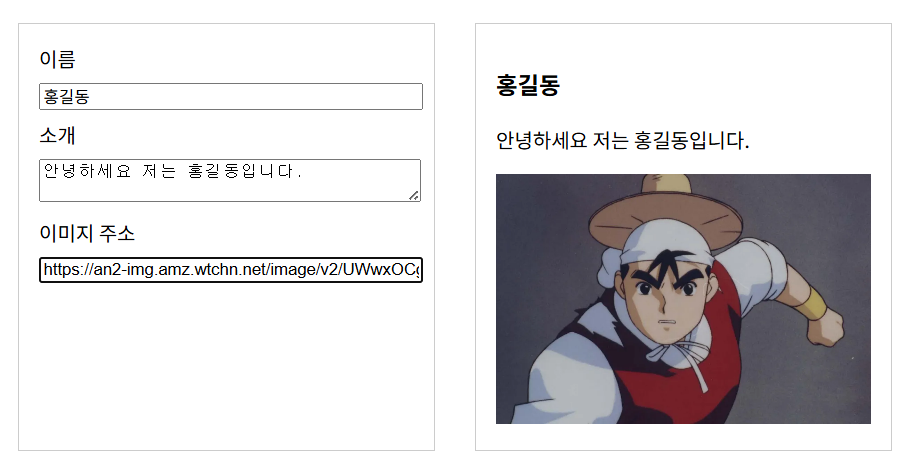 이름
홍길동
소개
안녕하세요 저는 홍길동입니다.
이미지 주소
https://an2-img.amz.wtchn.net/image/v2/UWwxOCg
홍길동
안녕하세요 저는 홍길동입니다.